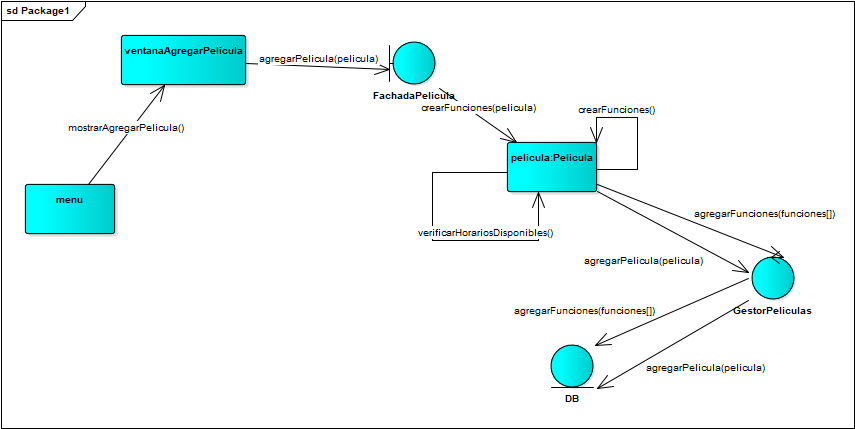 sd Package1
ventanaAgregarPelicula
agregarPelicula(pelicula)
FachadaPelicula
crearFunciones(pelicula)
crearFunciones()
mostrarAgregarPelicula()
pelicula:Pelicula
menu
agregarFunciones(funciones[])
verificarHorariosDisponibles()
agregarPelicula(pelicula)
GestorPeliculas
agregarFunciones(funciones[])
agregarPelicula(pelicula)
DB